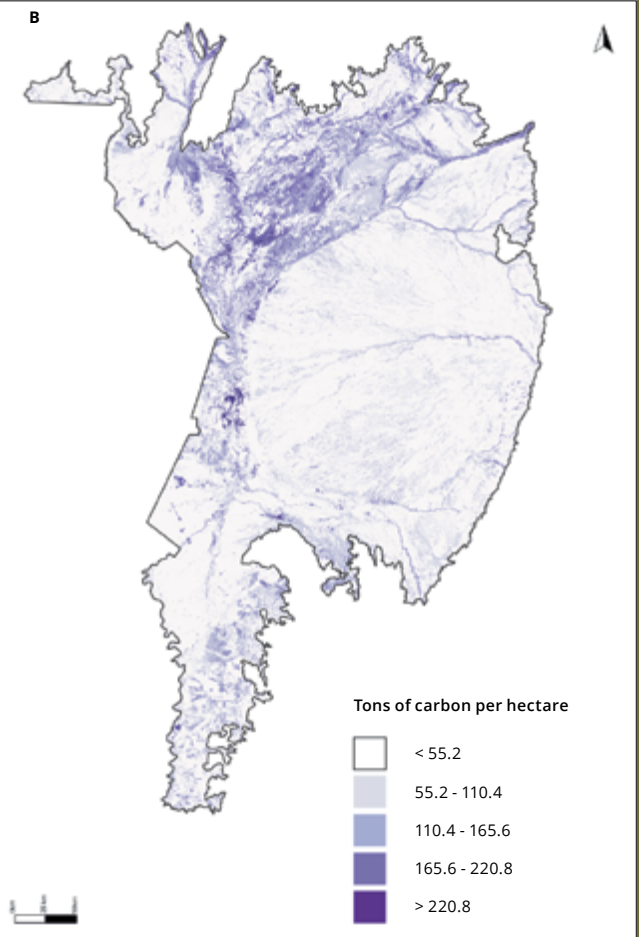 B
Tons of carbon per hectare
< 55.2
55.2 - 110.4
110.4 - 165.6
165.6 - 220.8
> 220.8